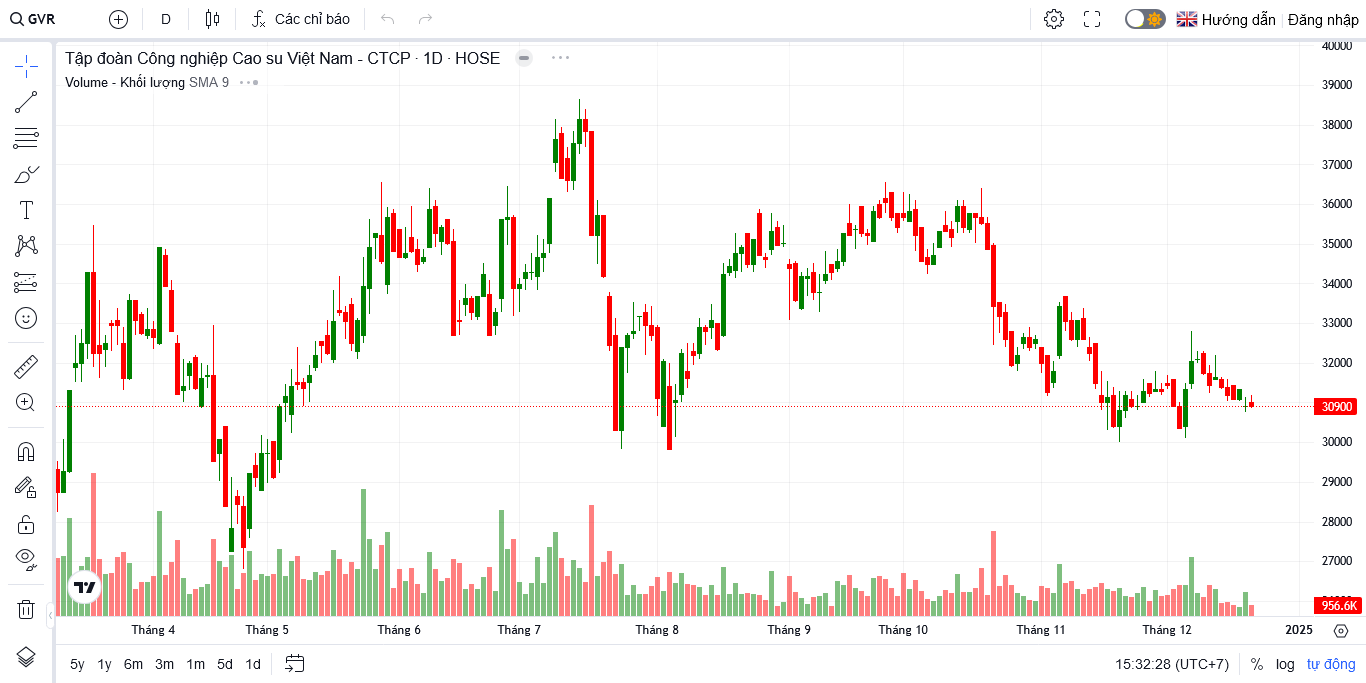 GVR D Các chỉ báo Hướng dẫn Đăng nhập
Tập đoàn Công nghiệp Cao su Việt Nam - CTCP · 1D · HOSE
Volume - Khối lượng SMA 9
40000
39000
38000
37000
36000
35000
34000
33000
32000
30900
30000
29000
28000
27000
956.6K
Tháng 4 Tháng 5 Tháng 6 Tháng 7 Tháng 8 Tháng 9 Tháng 10 Tháng 11 Tháng 12 2025
5y 1y 6m 3m 1m 5d 1d 15:32:28 (UTC+7) % log tự động